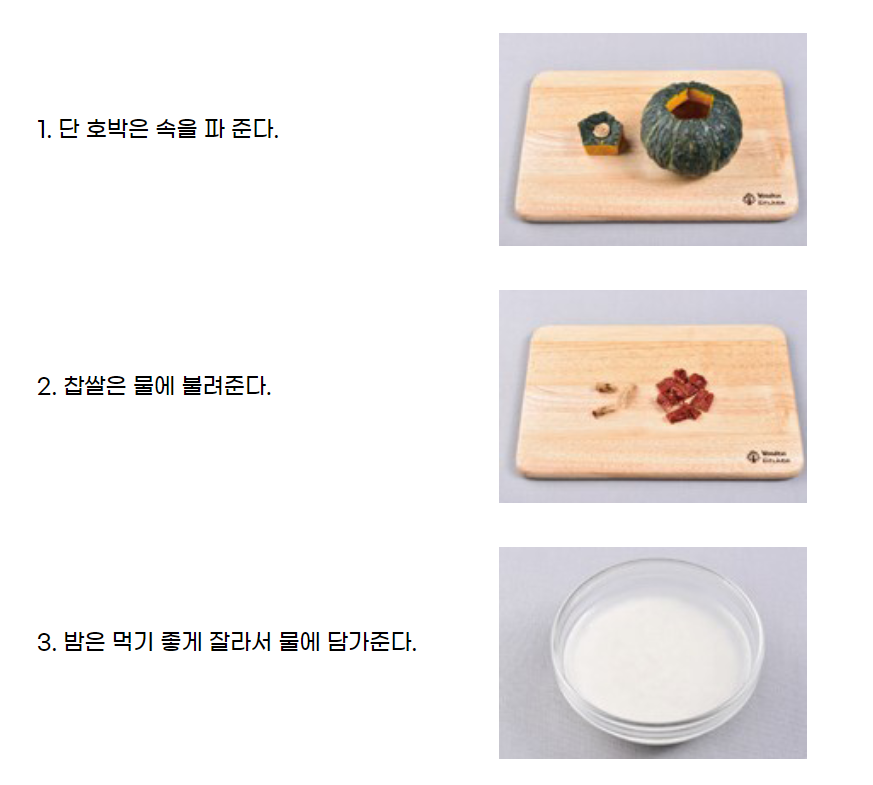 1. 단 호박은 속을 파 준다.
2. 찹쌀은 물에 불려준다.
3. 밤은 먹기 좋게 잘라서 물에 담가준다.